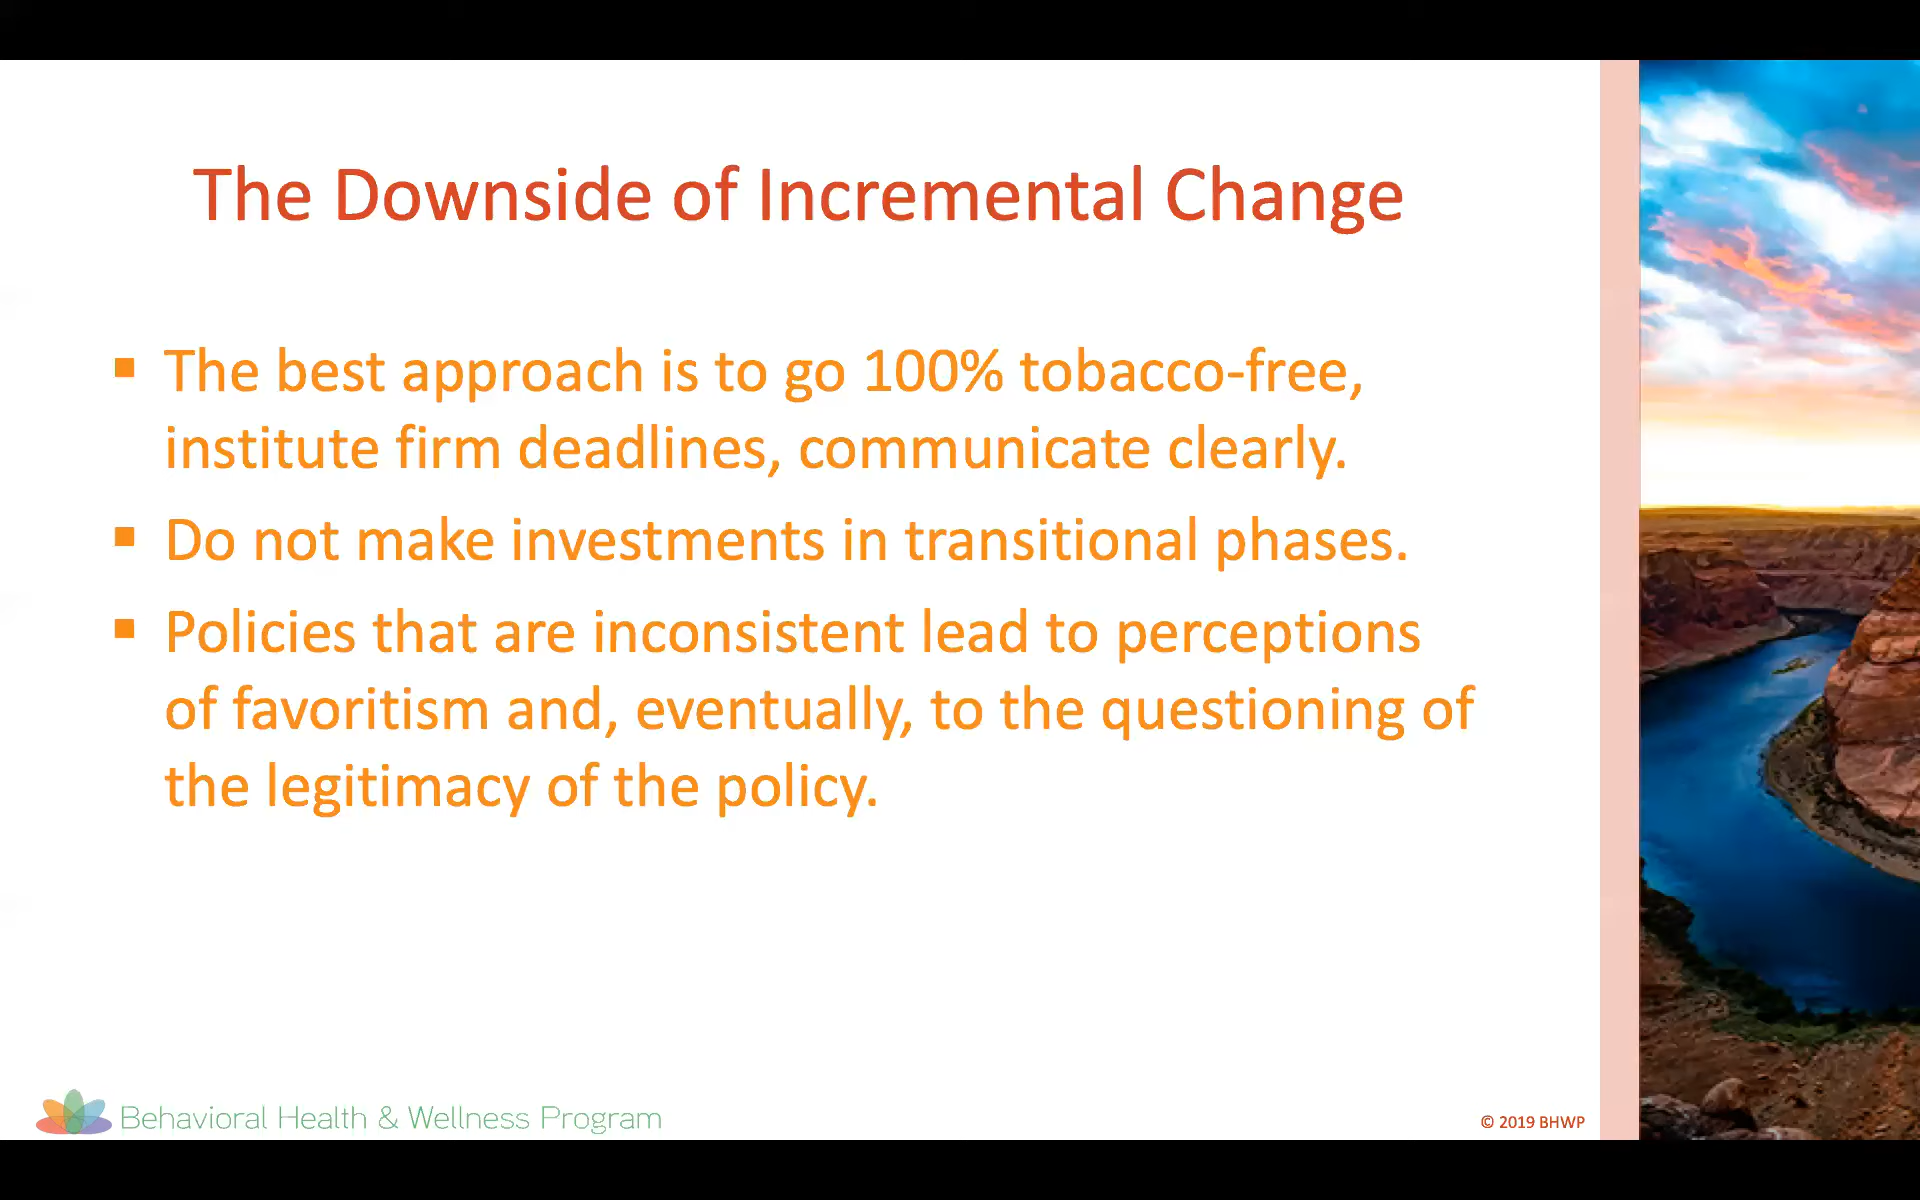 The Downside of Incremental Change
▪ The best approach is to go 100% tobacco-free,
institute firm deadlines, communicate clearly.
▪ Do not make investments in transitional phases.
▪ Policies that are inconsistent lead to perceptions
of favoritism and, eventually, to the questioning of
the legitimacy of the policy.
Behavioral Health & Wellness Program
© 2019 BHWP